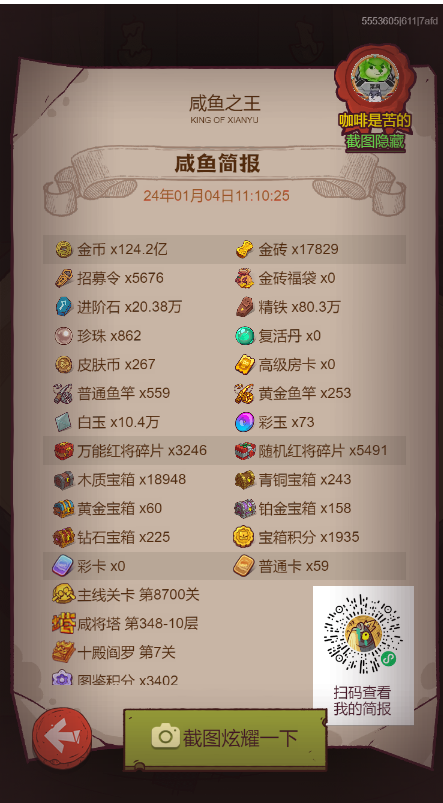 5553605|611|7afd
咸鱼之王
KING OF XIANYU
咖啡是苦的
截图隐藏
咸鱼简报
24年01月04日11:10:25
金币 x124.2亿 金砖 x17829
招募令 x5676 金砖福袋 x0
进阶石 x20.38万 精铁 x80.3万
珍珠 x862 复活丹 x0
皮肤币 x267 高级房卡 x0
普通鱼竿 x559 黄金鱼竿 x253
白玉 x10.4万 彩玉 x73
万能红将碎片 x3246 随机红将碎片 x5491
木质宝箱 x18948 青铜宝箱 x243
黄金宝箱 x60 铂金宝箱 x158
钻石宝箱 x225 宝箱积分 x1935
彩卡 x0 普通卡 x59
主线关卡 第8700关
咸将塔 第348-10层
十殿阎罗 第7关
图鉴积分 x3402
扫码查看
我的简报
截图炫耀一下